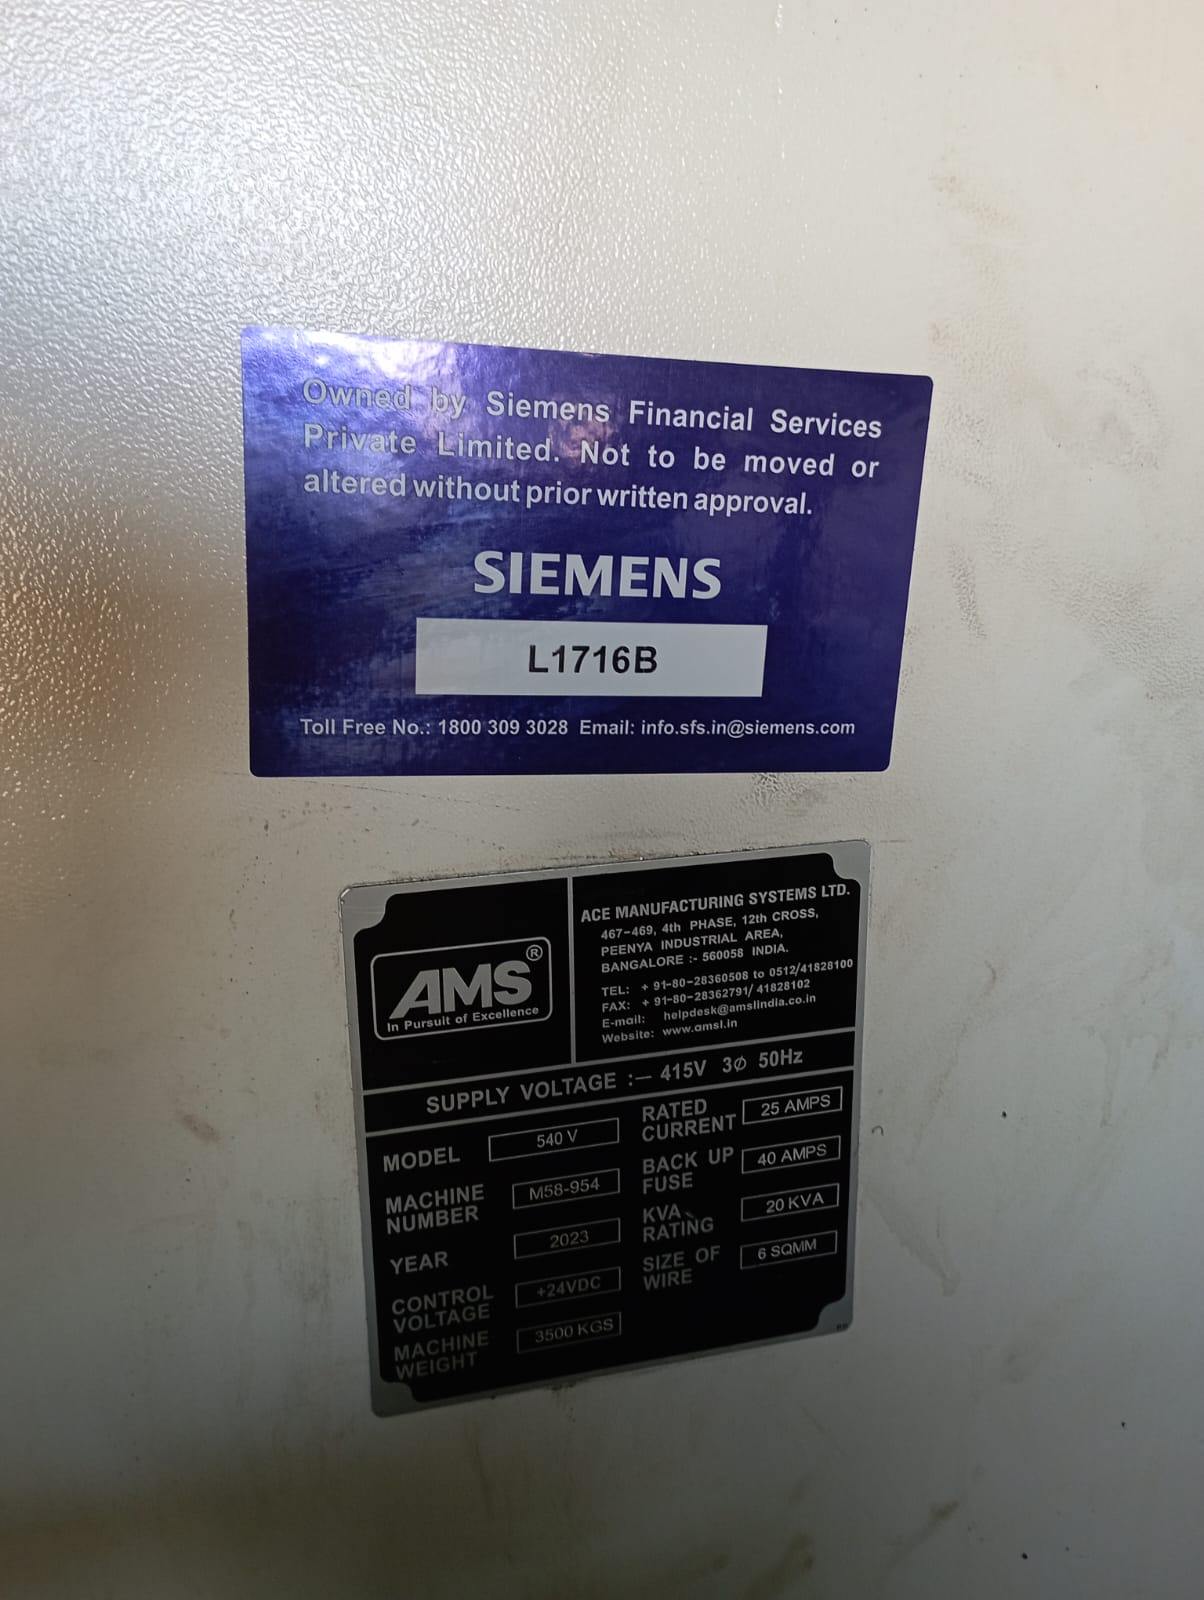 Owned by Siemens Financial Services
Private Limited. Not to be moved or
altered without prior written approval.
SIEMENS
L1716B
Toll Free No.: 1800 309 3028 Email: info.sfs.in@siemens.com
AMS®
In Pursuit of Excellence
ACE MANUFACTURING SYSTEMS LTD.
467-469, 4th PHASE, 12th CROSS,
PEENYA INDUSTRIAL AREA,
BANGALORE :- 560058 INDIA.
TEL: + 91-80-28360508 to 0512/41828100
FAX: + 91-80-28362791/ 41828102
E-mail: helpdesk@amslindia.co.in
Website: www.amsl.in
SUPPLY VOLTAGE :— 415V 3∅ 50Hz
MODEL 540 V
MACHINE NUMBER M58-954
YEAR 2023
CONTROL VOLTAGE +24VDC
MACHINE WEIGHT 3500 KGS
RATED CURRENT 25 AMPS
BACK UP FUSE 40 AMPS
KVA RATING 20 KVA
SIZE OF WIRE 6 SQMM